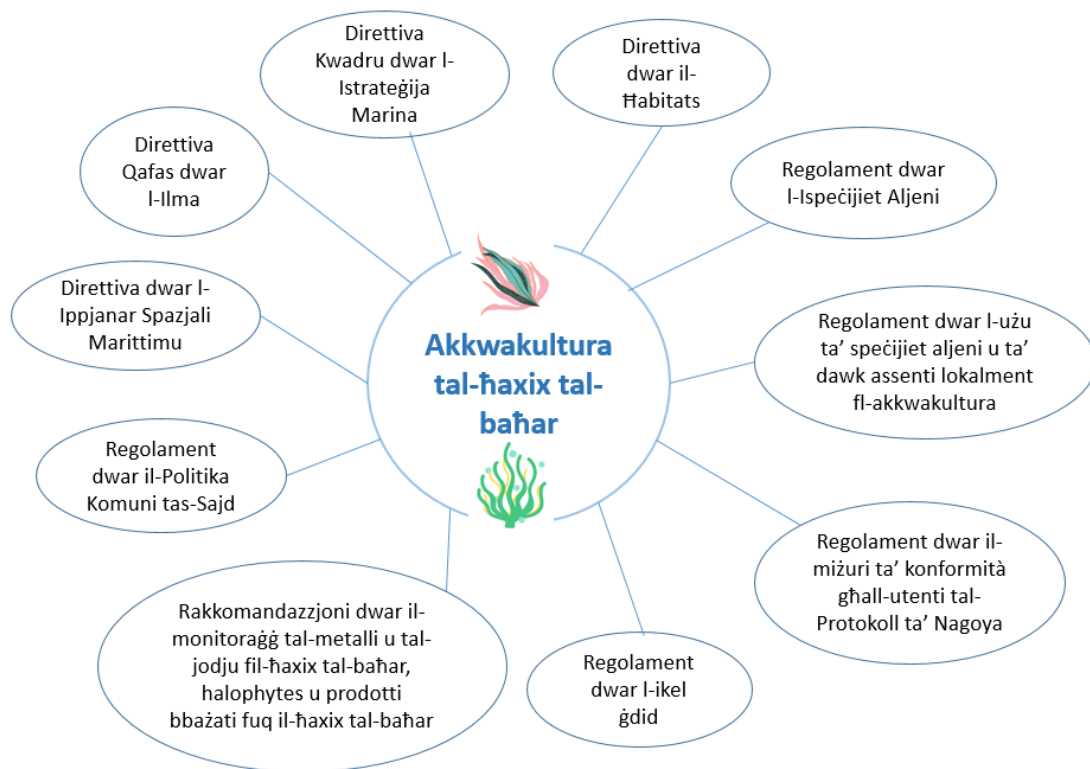 Direttiva
Kwadru dwar l-
Istrateġija
Marina
Direttiva
dwar il-
Ħabitats
Direttiva
Qafas dwar
l-Ilma
Regolament dwar
l-Ispeċijiet Aljeni
Direttiva dwar l-
Ippjanar Spazjali
Marittimu
Akkwakultura
tal-ħaxix tal-
baħar
Regolament dwar l-użu
ta’ speċijiet aljeni u ta’
dawk assenti lokalment
fl-akkwakultura
Regolament
dwar il-Politika
Komuni tas-Sajd
Regolament dwar il-
miżuri ta’ konformità
għall-utenti tal-
Protokoll ta’ Nagoya
Rakkomandazzjoni dwar il-
monitoraġġ tal-metalli u tal-
jodju fil-ħaxix tal-baħar,
halophytes u prodotti
bbażati fuq il-ħaxix tal-baħar
Regolament
dwar l-ikel
ġdid